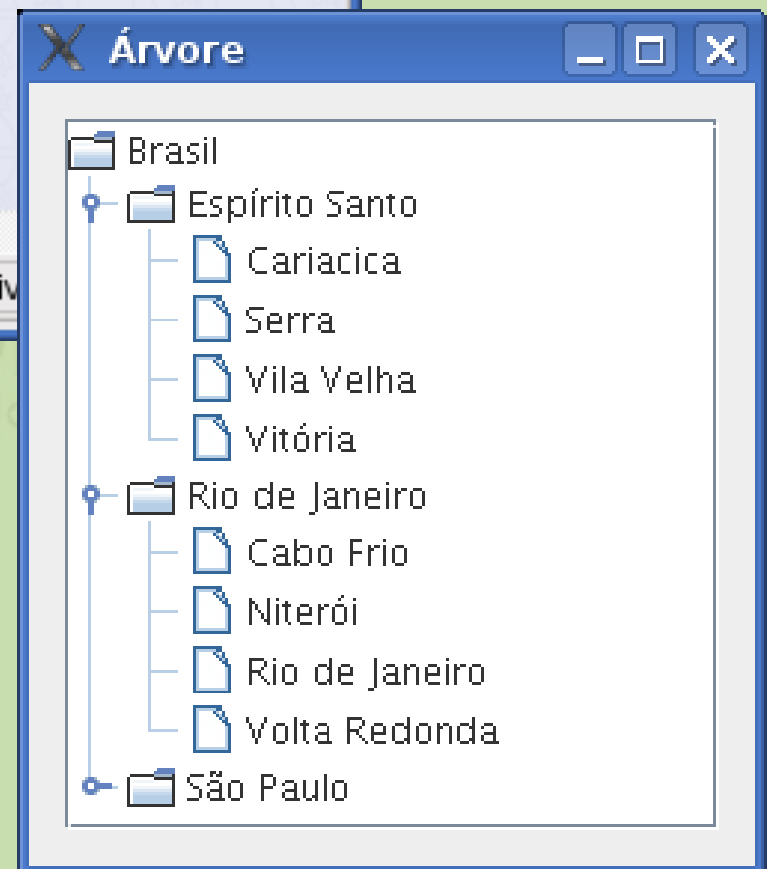 Árvore
Brasil
Espírito Santo
Cariacica
Serra
Vila Velha
Vitória
Rio de Janeiro
Cabo Frio
Niterói
Rio de Janeiro
Volta Redonda
São Paulo